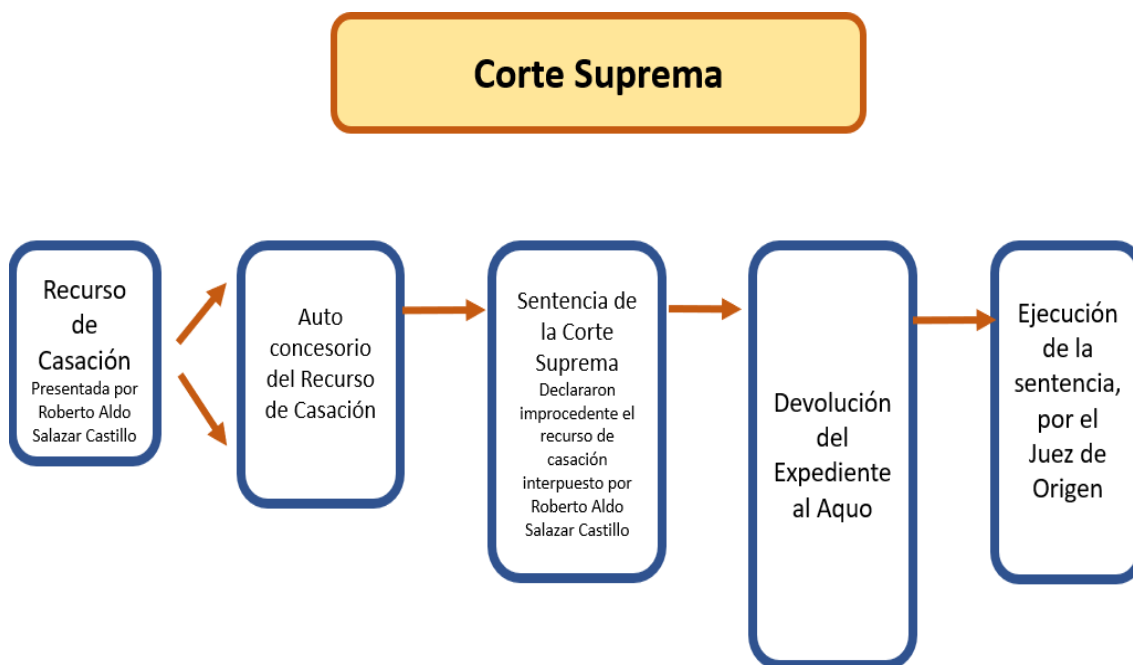 Corte Suprema
Recurso
de
Casación
Presentada por
Roberto Aldo
Salazar Castillo
Auto
concesorio
del Recurso
de Casación
Sentencia de
la Corte
Suprema
Declararon
improcedente el
recurso de
casación
interpuesto por
Roberto Aldo
Salazar Castillo
Devolución
del
Expediente
al Aquo
Ejecución
de la
sentencia,
por el
Juez de
Origen